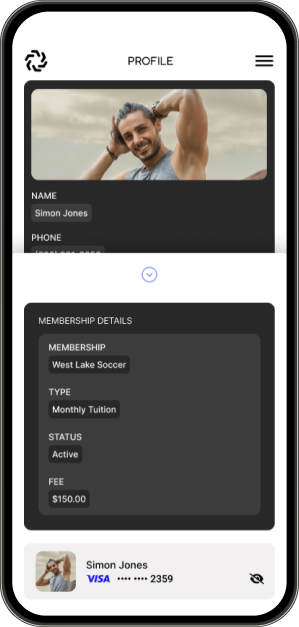 PROFILE
NAME
Simon Jones
PHONE
MEMBERSHIP DETAILS
MEMBERSHIP
West Lake Soccer
TYPE
Monthly Tuition
STATUS
Active
FEE
$150.00
Simon Jones
VISA •••• •••• 2359